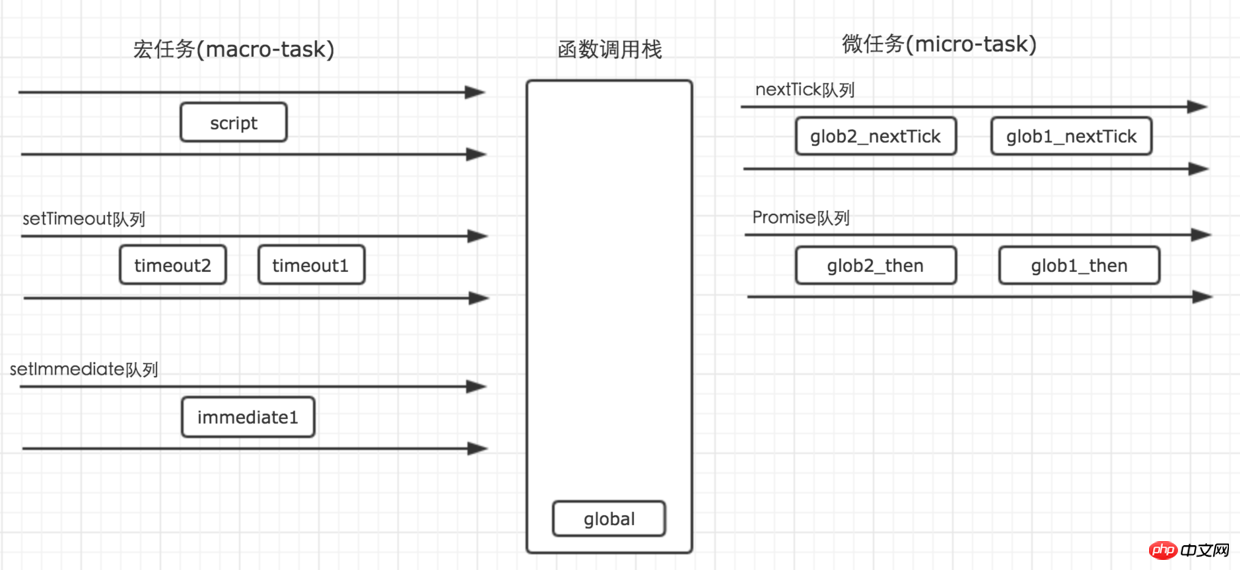 宏任务(macro-task)
script
setTimeout队列
timeout2
timeout1
setImmediate队列
immediate1
函数调用栈
global
微任务(micro-task)
nextTick队列
glob2_nextTick
glob1_nextTick
Promise队列
glob2_then
glob1_then
php中文网